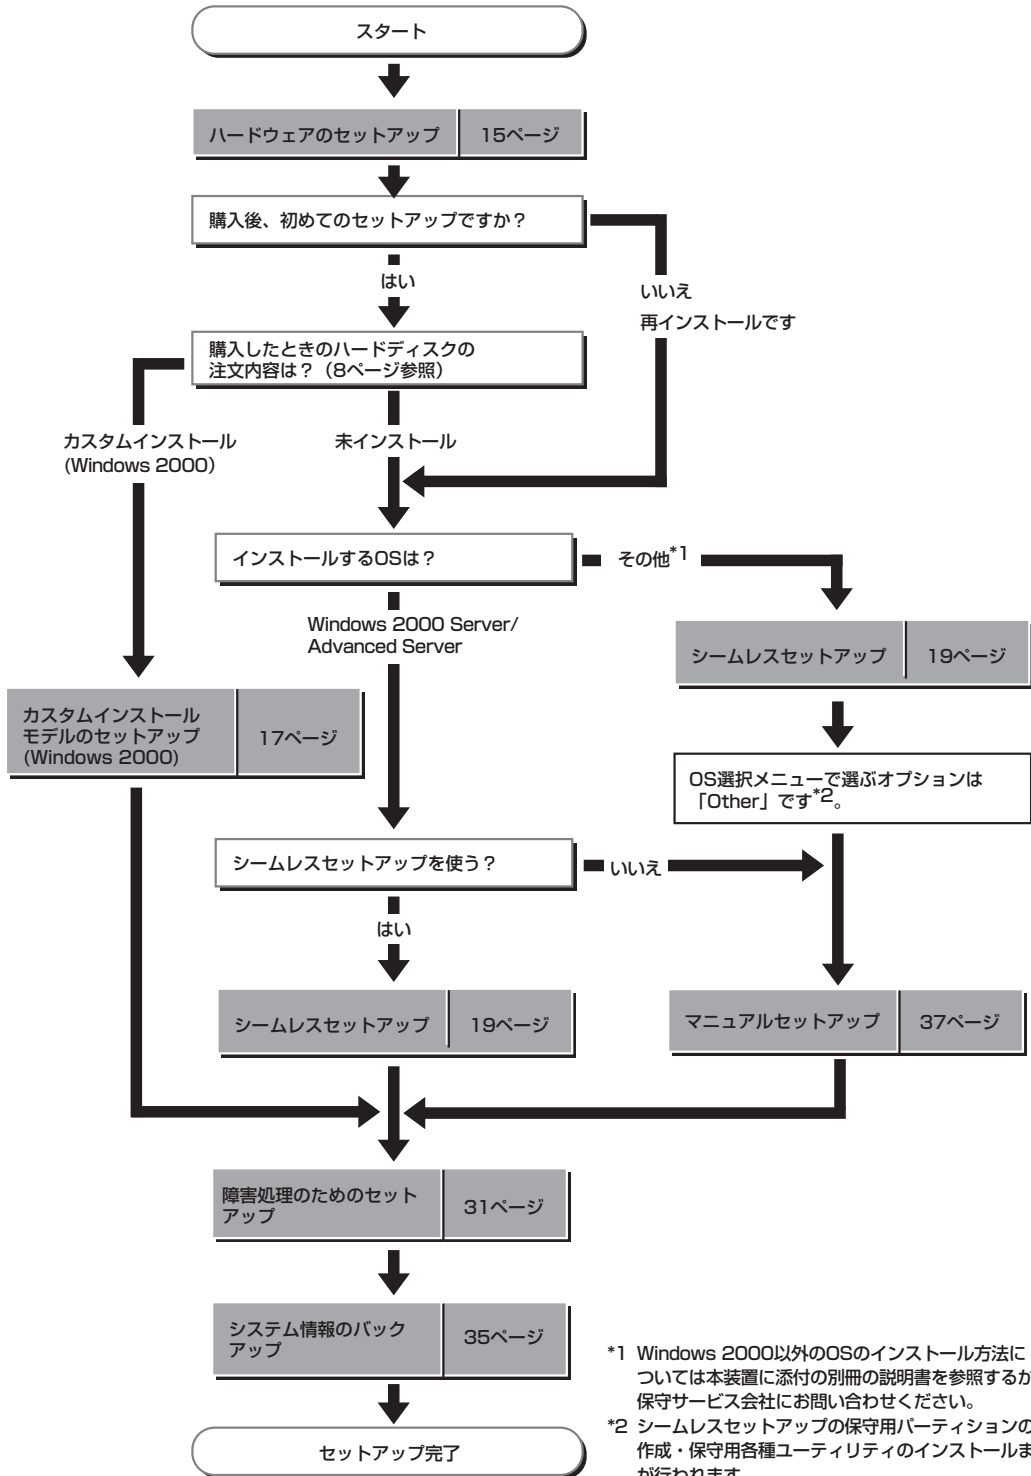 スタート
ハードウェアのセットアップ 15ページ
購入後、初めてのセットアップですか？
はい
いいえ
再インストールです
購入したときのハードディスクの
注文内容は？（8ページ参照）
カスタムインストール
(Windows 2000)
未インストール
インストールするOSは？
その他*1
Windows 2000 Server/
Advanced Server
シームレスセットアップ 19ページ
カスタムインストール
モデルのセットアップ
(Windows 2000)
17ページ
OS選択メニューで選ぶオプションは
「Other」です*2。
シームレスセットアップを使う？
いいえ
はい
シームレスセットアップ 19ページ
マニュアルセットアップ 37ページ
障害処理のためのセット
アップ
31ページ
システム情報のバック
アップ
35ページ
セットアップ完了
*1 Windows 2000以外のOSのインストール方法に
ついては本装置に添付の別冊の説明書を参照するか
保守サービス会社にお問い合わせください。
*2 シームレスセットアップの保守用パーティションの
作成・保守用各種ユーティリティのインストールま
が行われます